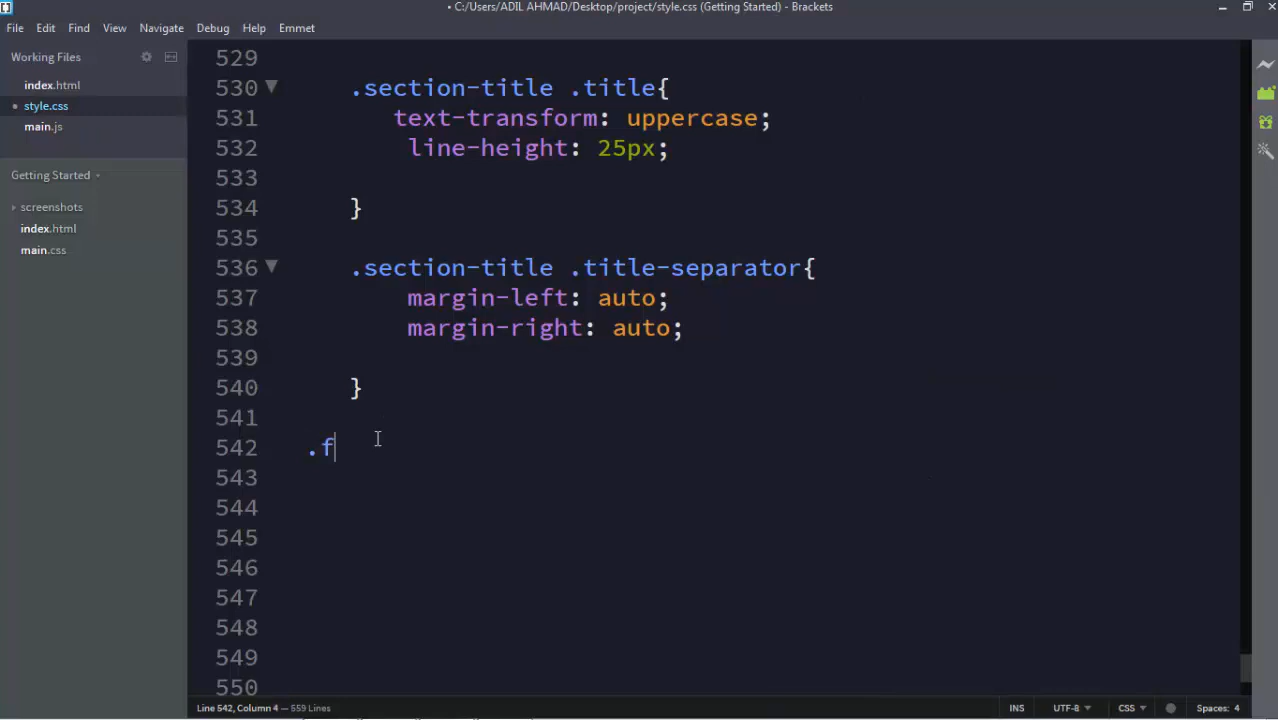 • C:/Users/ADIL AHMAD/Desktop/project/style.css (Getting Started) - Brackets
File Edit Find View Navigate Debug Help Emmet
Working Files
index.html
• style.css
main.js
Getting Started
screenshots
index.html
main.css
529
530 .section-title .title{
531 text-transform: uppercase;
532 line-height: 25px;
533
534 }
535
536 .section-title .title-separator{
537 margin-left: auto;
538 margin-right: auto;
539
540 }
541
542 .f
543
544
545
546
547
548
549
550
Line 542, Column 4 — 559 Lines INS UTF-8 CSS Spaces: 4